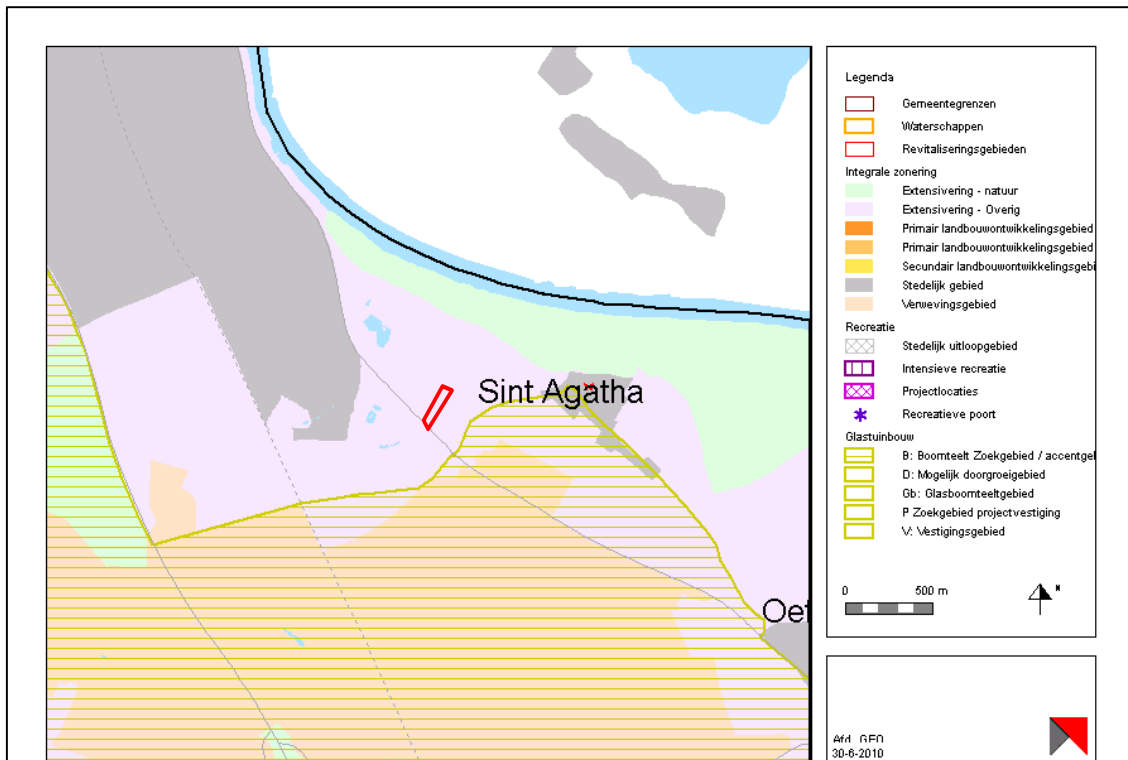 Sint Agatha
Oef
Legenda
Gemeentegrenzen
Waterschappen
Revitaliseringsgebieden
Integrale zonering
Extensivering - natuur
Extensivering - Overig
Primair landbouwontwikkelingsgebied
Primair landbouwontwikkelingsgebied
Secundair landbouwontwikkelingsgebi
Stedelijk gebied
Verwevingsgebied
Recreatie
Stedelijk uitloopgebied
Intensieve recreatie
Projectlocaties
Recreatieve poort
Glastuinbouw
B: Boomteelt Zoekgebied / accentgel
D: Mogelijk doorgroeigebied
Gb: Glasboomteeltgebied
P Zoekgebied projectvestiging
V: Vestigingsgebied
0 500 m
N
Afd. GEO
30-6-2010